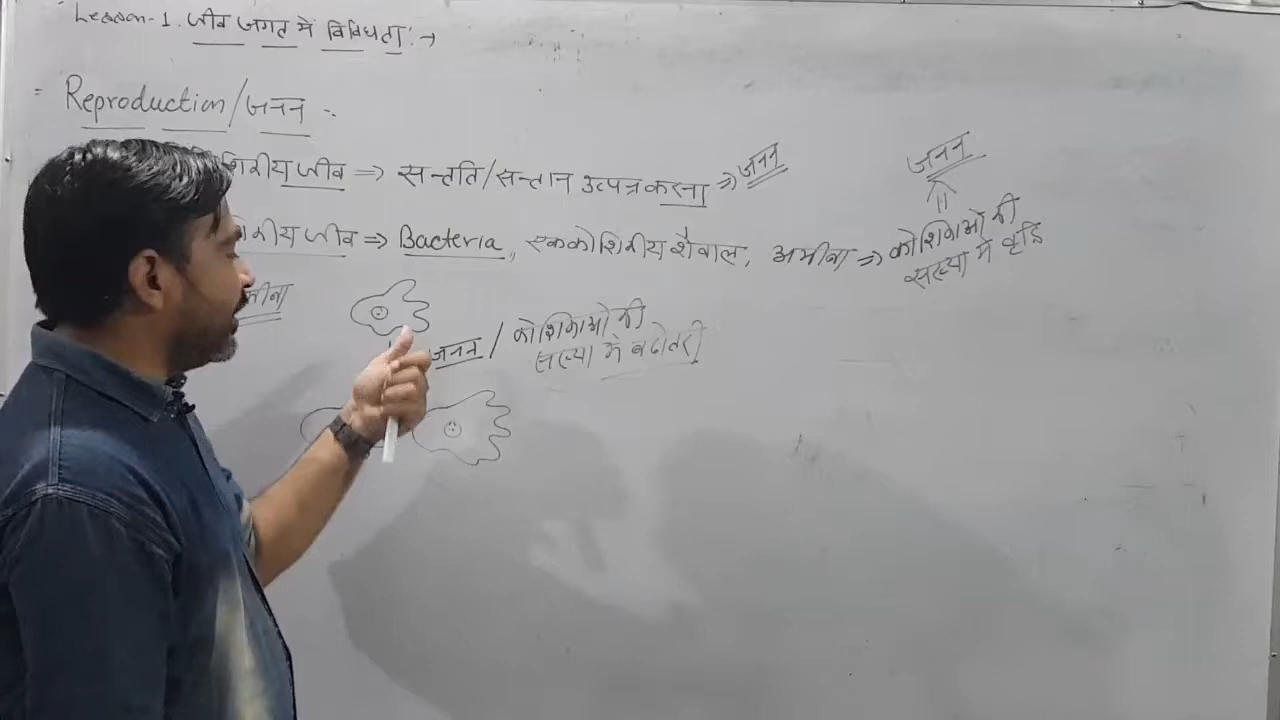 Lesson-1. जीव जगत में विविधता :→
= Reproduction/जनन :-
जीव ⇒ सन्तति/सन्तान उत्पन्न करना ⇒ जनन
जनन
जीव ⇒ Bacteria, एककोशिकीय शैवाल, अमीबा ⇒ कोशिकाओं की
संख्या में वृद्धि
जनन / कोशिकाओं की
संख्या में बढोतरी